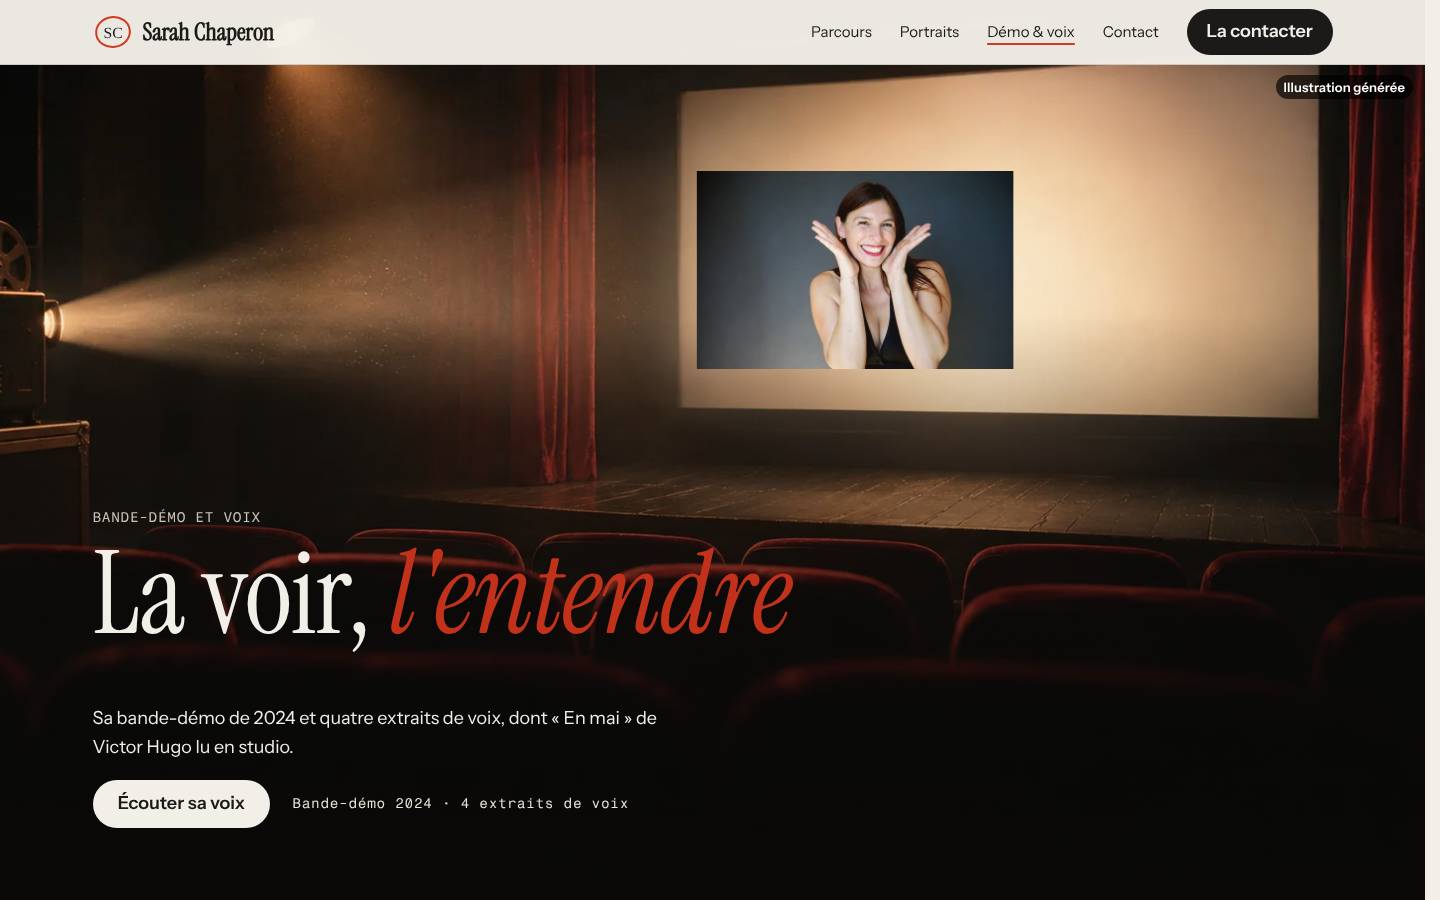 SC Sarah Chaperon Parcours Portraits Démo & voix Contact La contacter
Illustration générée
BANDE-DÉMO ET VOIX
La voir, l'entendre
Sa bande-démo de 2024 et quatre extraits de voix, dont « En mai » de
Victor Hugo lu en studio.
Écouter sa voix Bande-démo 2024 · 4 extraits de voix